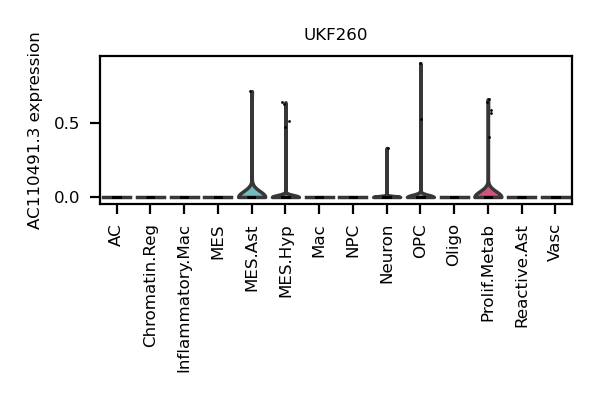 UKF260
AC110491.3 expression
0.5
0.0
AC
Chromatin.Reg
Inflammatory.Mac
MES
MES.Ast
MES.Hyp
Mac
NPC
Neuron
OPC
Oligo
Prolif.Metab
Reactive.Ast
Vasc